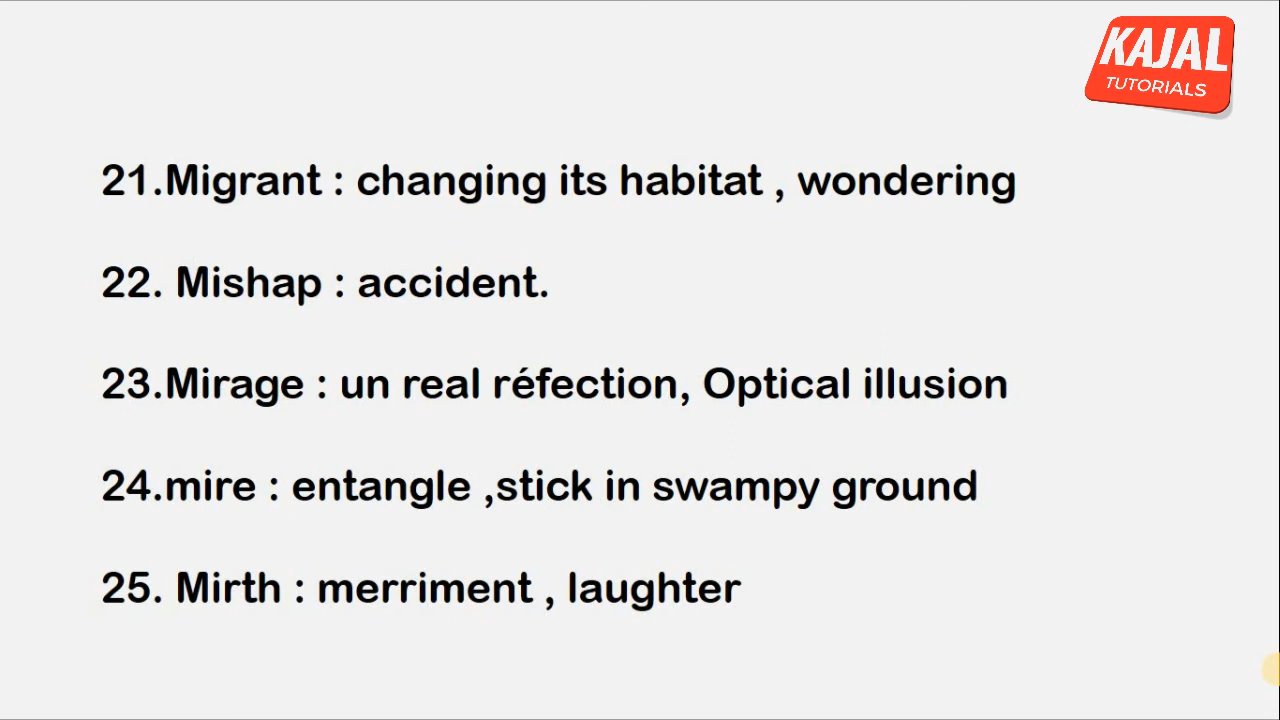 KAJAL
TUTORIALS
21.Migrant : changing its habitat , wondering
22. Mishap : accident.
23.Mirage : un real réfection, Optical illusion
24.mire : entangle ,stick in swampy ground
25. Mirth : merriment , laughter